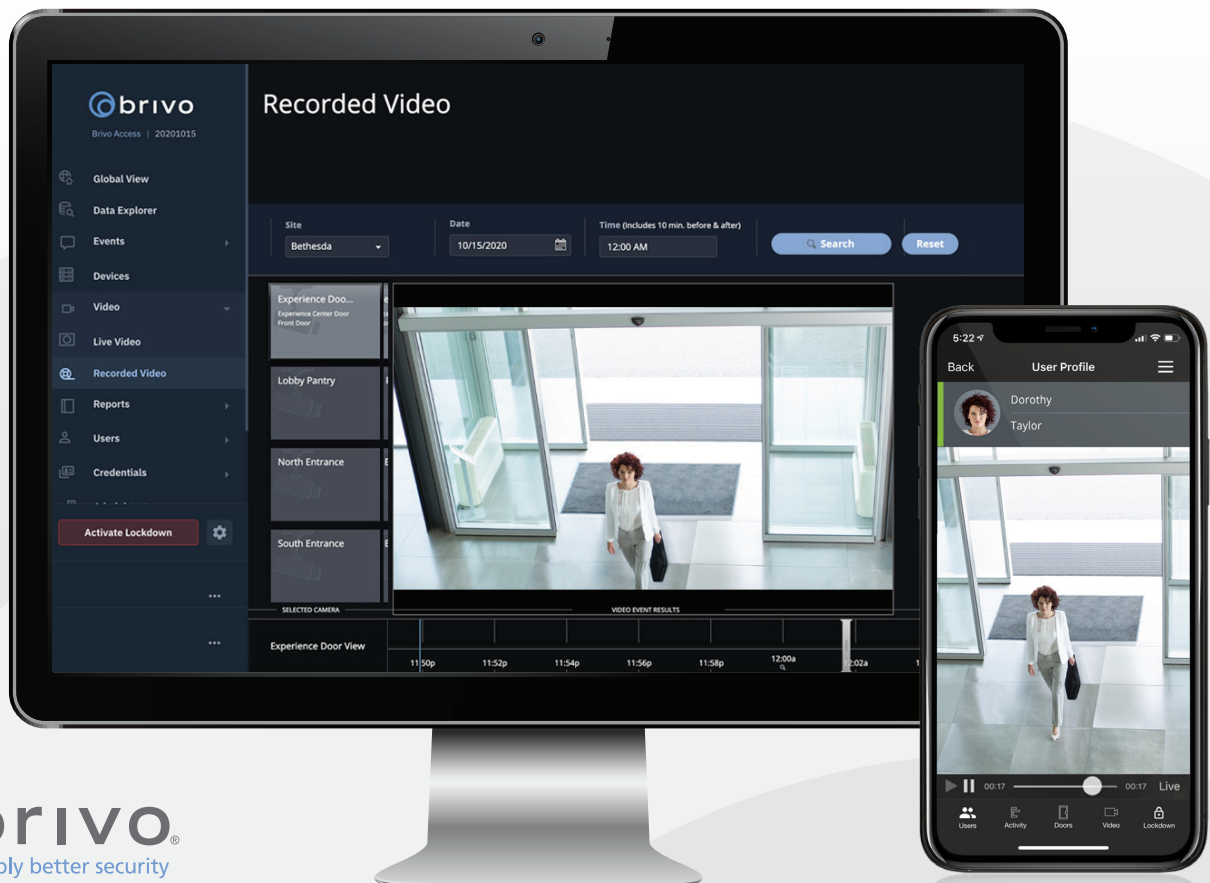 brivo
Brivo Access | 20201015
Global View
Data Explorer
Events
Devices
Video
Live Video
Recorded Video
Reports
Users
Credentials
Activate Lockdown
...
...
Recorded Video
Site
Bethesda
Date
10/15/2020
Time (Includes 10 min. before & after)
12:00 AM
Search
Reset
Experience Doo...
Experience Center Door
Front Door
Lobby Pantry
North Entrance
South Entrance
SELECTED CAMERA
VIDEO EVENT RESULTS
Experience Door View
11:50p 11:52p 11:54p 11:56p 11:58p 12:00a 12:02a
5:22
Back User Profile
Dorothy
Taylor
00:17 00:17 Live
Users Activity Doors Video Lockdown
brivo®
better security